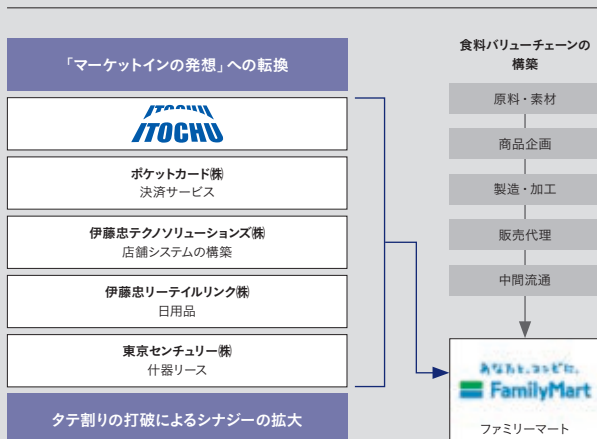 「マーケットインの発想」への転換
ITOCHU
ITOCHU
ポケットカード㈱
決済サービス
伊藤忠テクノソリューションズ㈱
店舗システムの構築
伊藤忠リーテイルリンク㈱
日用品
東京センチュリー㈱
什器リース
タテ割りの打破によるシナジーの拡大
食料バリューチェーンの
構築
原料・素材
商品企画
製造・加工
販売代理
中間流通
あなたと、コンビに、
FamilyMart
ファミリーマート